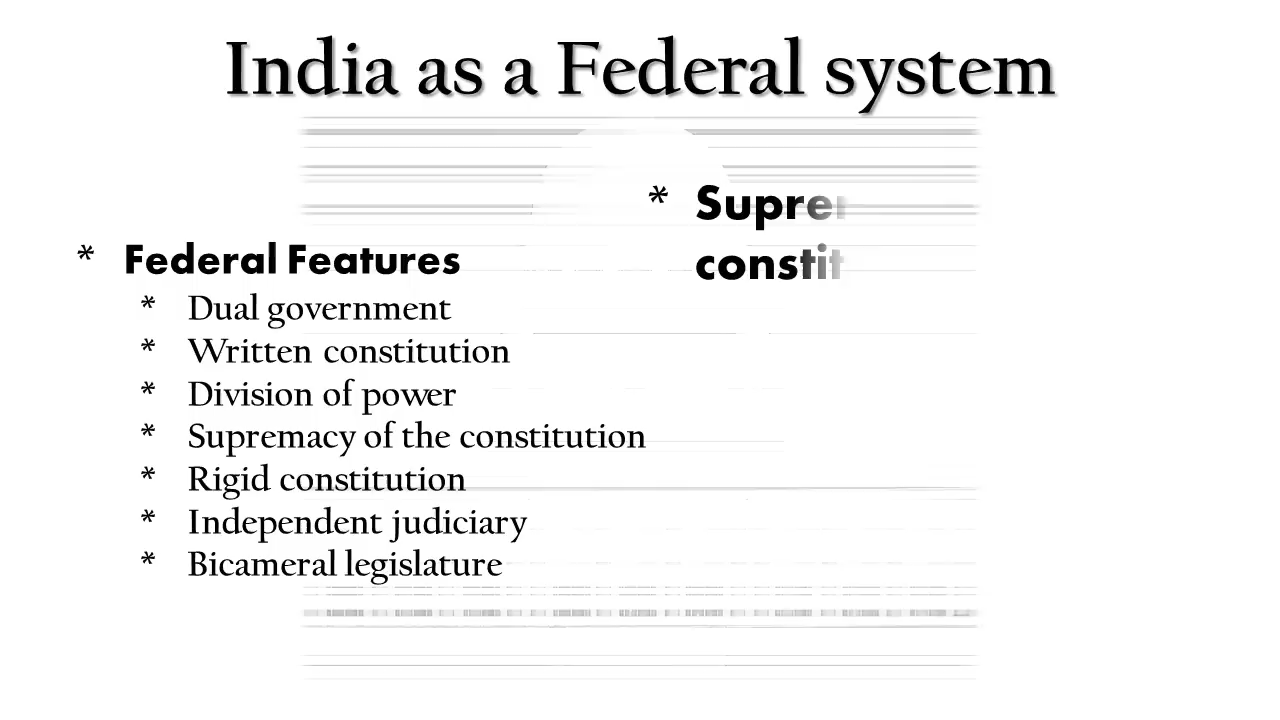 India as a Federal system
* Federal Features
* Dual government
* Written constitution
* Division of power
* Supremacy of the constitution
* Rigid constitution
* Independent judiciary
* Bicameral legislature
*